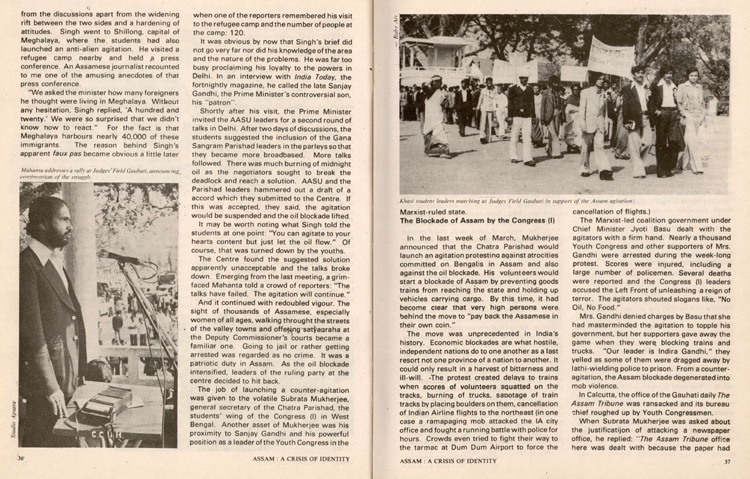 from the discussions apart from the widening
rift between the two sides and a hardening of
attitudes. Singh went to Shillong, capital of
Meghalaya, where the students had also
launched an anti-alien agitation. He visited a
refugee camp nearby and held a press
conference. An Assamese journalist recounted
to me one of the amusing anecdotes of that
press conference.
"We asked the minister how many foreigners
he thought were living in Meghalaya. Without
any hesitation, Singh replied, 'A hundred and
twenty.' We were so surprised that we didn't
know how to react." For the fact is that
Meghalaya harbours nearly 40,000 of these
immigrants. The reason behind Singh's
apparent faux pas became obvious a little later
Mahanta addresses a rally at Judges' Field Gauhati, announcing
continuation of the struggle.
Studio Apsara
36
when one of the reporters remembered his visit
to the refugee camp and the number of people at
the camp: 120.
It was obvious by now that Singh's brief did
not go very far nor did his knowledge of the area
and the nature of the problems. He was far too
busy proclaiming his loyalty to the powers in
Delhi. In an interview with India Today, the
fortnightly magazine, he called the late Sanjay
Gandhi, the Prime Minister's controversial son,
his "patron".
Shortly after his visit, the Prime Minister
invited the AASU leaders for a second round of
talks in Delhi. After two days of discussions, the
students suggested the inclusion of the Gana
Sangram Parishad leaders in the parleys so that
they became more broadbased. More talks
followed. There was much burning of midnight
oil as the negotiators sought to break the
deadlock and reach a solution. AASU and the
Parishad leaders hammered out a draft of a
accord which they submitted to the Centre. If
this was accepted, they said, the agitation
would be suspended and the oil blockade lifted.
It may be worth noting what Singh told the
students at one point: "You can agitate to your
hearts content but just let the oil flow." Of
course, that was turned down by the youths.
The Centre found the suggested solution
apparently unacceptable and the talks broke
down. Emerging from the last meeting, a grim-
faced Mahanta told a crowd of reporters: "The
talks have failed. The agitation will continue."
And it continued with redoubled vigour. The
sight of thousands of Assamese, especially
women of all ages, walking throught the streets
of the valley towns and offering satyagraha at
the Deputy Commissioner's courts became a
familiar one. Going to jail or rather getting
arrested was regarded as no crime. It was a
patriotic duty in Assam. As the oil blockade
intensified, leaders of the ruling party at the
centre decided to hit back.
The job of launching a counter-agitation
was given to the volatile Subrata Mukherjee,
general secretary of the Chatra Parishad, the
students' wing of the Congress (I) in West
Bengal. Another asset of Mukherjee was his
proximity to Sanjay Gandhi and his powerful
position as a leader of the Youth Congress in the
ASSAM : A CRISIS OF IDENTITY
Khasi student leaders marching at Judges Field Gauhati in support of the Assam agitation:
Marxist-ruled state.
The Blockade of Assam by the Congress (I)
In the last week of March, Mukherjee
announced that the Chatra Parishad would
launch an agitation protesting against atrocities
committed on Bengalis in Assam and also
against the oil blockade. His volunteers would
start a blockade of Assam by preventing goods
trains from reaching the state and holding up
vehicles carrying cargo. By this time, it had
become clear that very high persons were
behind the move to "pay back the Assamese in
their own coin."
The move was unprecedented in India's
history. Economic blockades are what hostile,
independent nations do to one another as a last
resort not one province of a nation to another. It
could only result in a harvest of bitterness and
ill-will. -The protest created delays to trains
when scores of volunteers squatted on the
tracks, burning of trucks, sabotage of train
tracks by placing boulders on them, cancellation
of Indian Airline flights to the northeast (in one
case a ramapaging mob attacked the IA city
office and fought a running battle with police for
hours. Crowds even tried to fight their way to
the tarmac at Dum Dum Airport to force the
cancellation of flights.)
The Marxist-led coalition government under
Chief Minister Jyoti Basu dealt with the
agitators with a firm hand. Nearly a thousand
Youth Congress and other supporters of Mrs.
Gandhi were arrested during the week-long
protest. Scores were injured, including a
large number of policemen. Several deaths
were reported and the Congress (I) leaders
accused the Left Front of unleashing a reign of
terror. The agitators shouted slogans like, "No
Oil, No Food."
Mrs. Gandhi denied charges by Basu that she
had masterminded the agitation to topple his
government, but her supporters gave away the
game when they were blocking trains and
trucks. "Our leader is Indira Gandhi," they
yelled as some of them were dragged away by
lathi-wielding police to prison. From a counter-
agitation, the Assam blockade degenerated into
mob violence.
In Calcutta, the office of the Gauhati daily The
Assam Tribune was ransacked and its bureau
chief roughed up by Youth Congressmen.
When Subrata Mukherjee was asked about
the justificatijon of attacking a newspaper
office, he replied: "The Assam Tribune office
here was dealt with because the paper had
ASSAM : A CRISIS OF IDENTITY
37